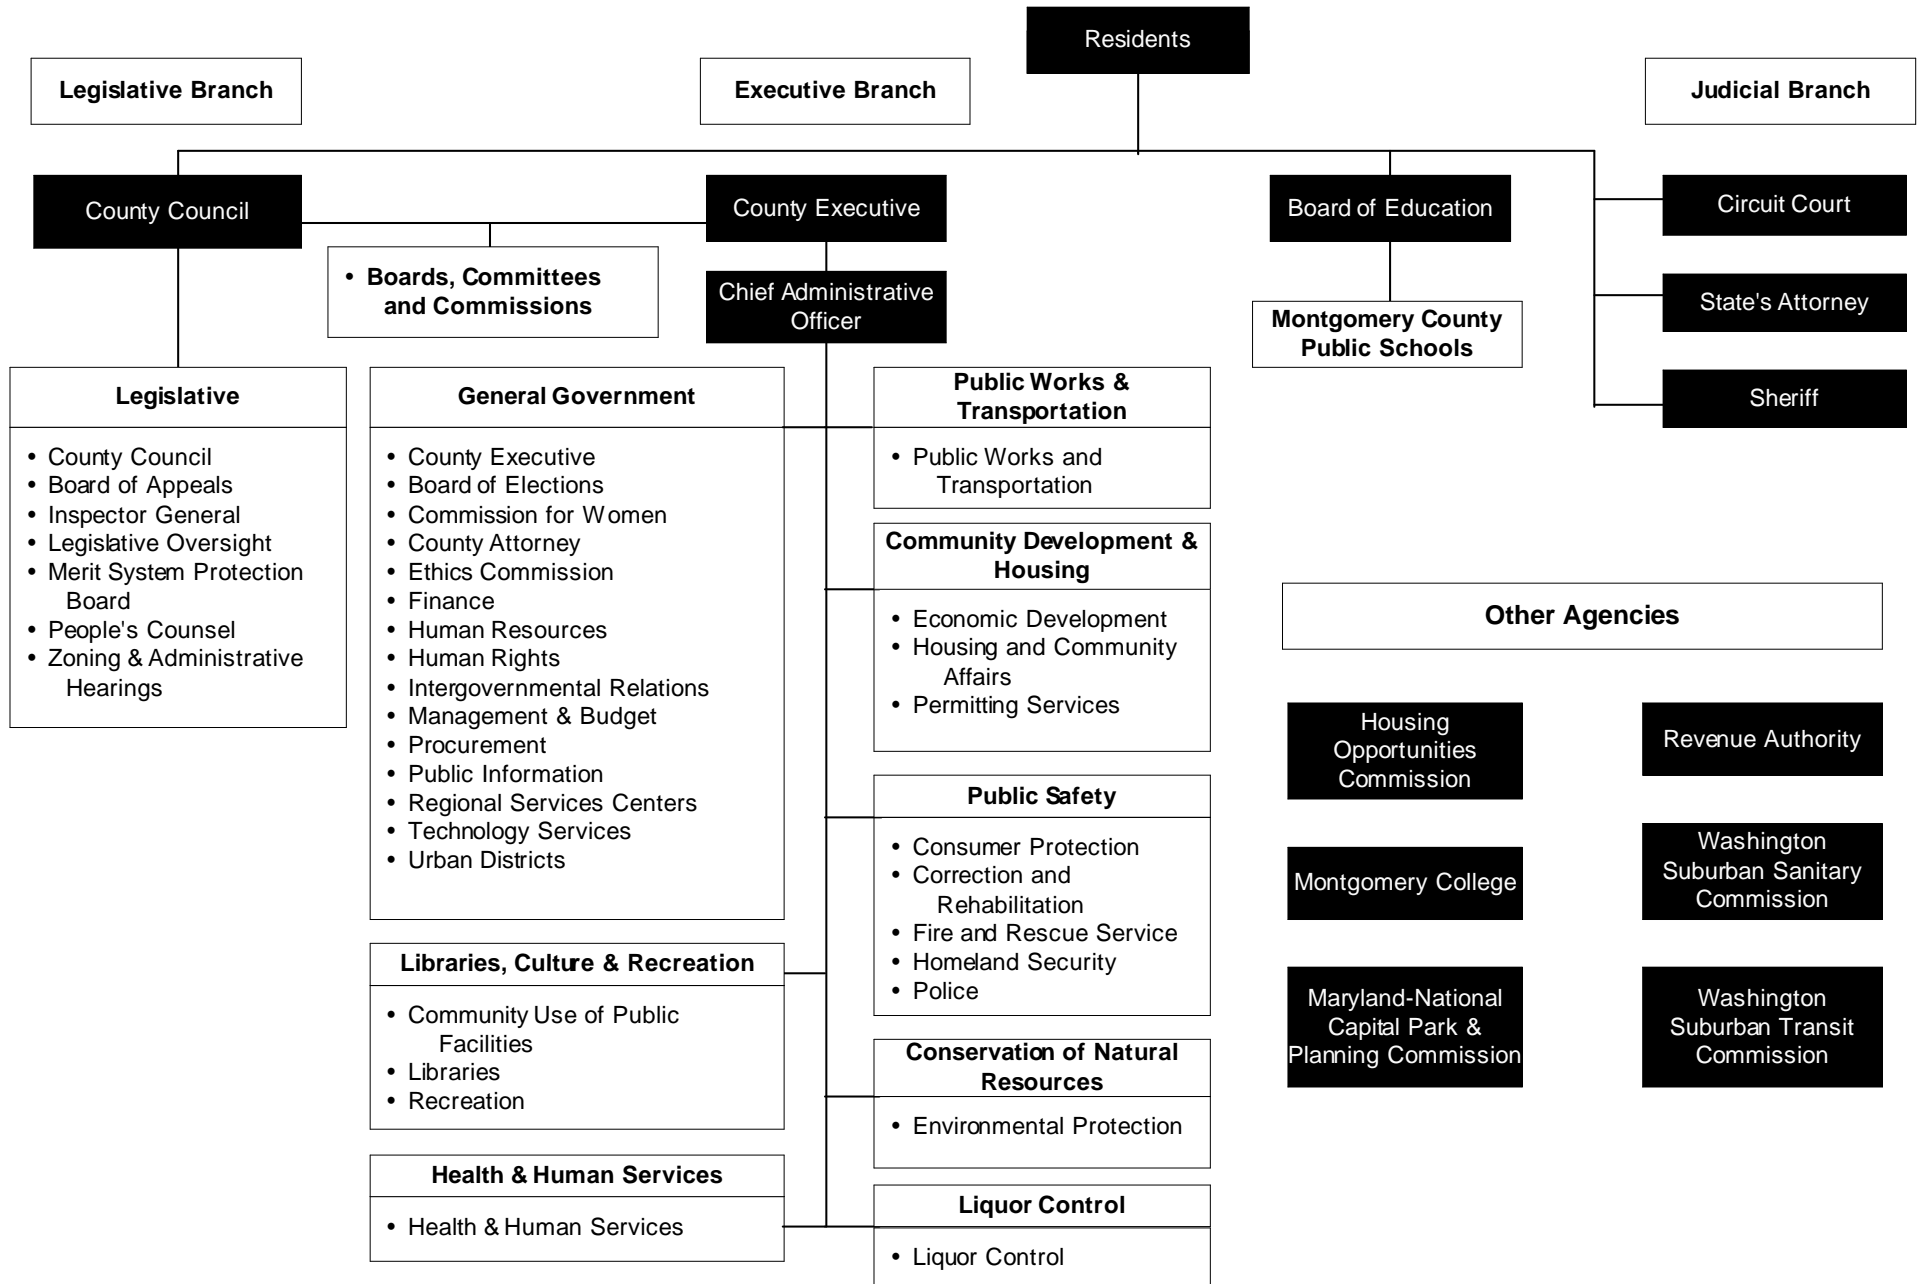 Residents
Legislative Branch
Executive Branch
Judicial Branch
County Council
County Executive
Board of Education
Circuit Court
• Boards, Committees
and Commissions
Chief Administrative
Officer
Montgomery County
Public Schools
State's Attorney
Sheriff
Legislative
• County Council
• Board of Appeals
• Inspector General
• Legislative Oversight
• Merit System Protection
Board
• People's Counsel
• Zoning & Administrative
Hearings
General Government
• County Executive
• Board of Elections
• Commission for Women
• County Attorney
• Ethics Commission
• Finance
• Human Resources
• Human Rights
• Intergovernmental Relations
• Management & Budget
• Procurement
• Public Information
• Regional Services Centers
• Technology Services
• Urban Districts
Libraries, Culture & Recreation
• Community Use of Public
Facilities
• Libraries
• Recreation
Health & Human Services
• Health & Human Services
Public Works &
Transportation
• Public Works and
Transportation
Community Development &
Housing
• Economic Development
• Housing and Community
Affairs
• Permitting Services
Public Safety
• Consumer Protection
• Correction and
Rehabilitation
• Fire and Rescue Service
• Homeland Security
• Police
Conservation of Natural
Resources
• Environmental Protection
Liquor Control
• Liquor Control
Other Agencies
Housing
Opportunities
Commission
Revenue Authority
Montgomery College
Washington
Suburban Sanitary
Commission
Maryland-National
Capital Park &
Planning Commission
Washington
Suburban Transit
Commission